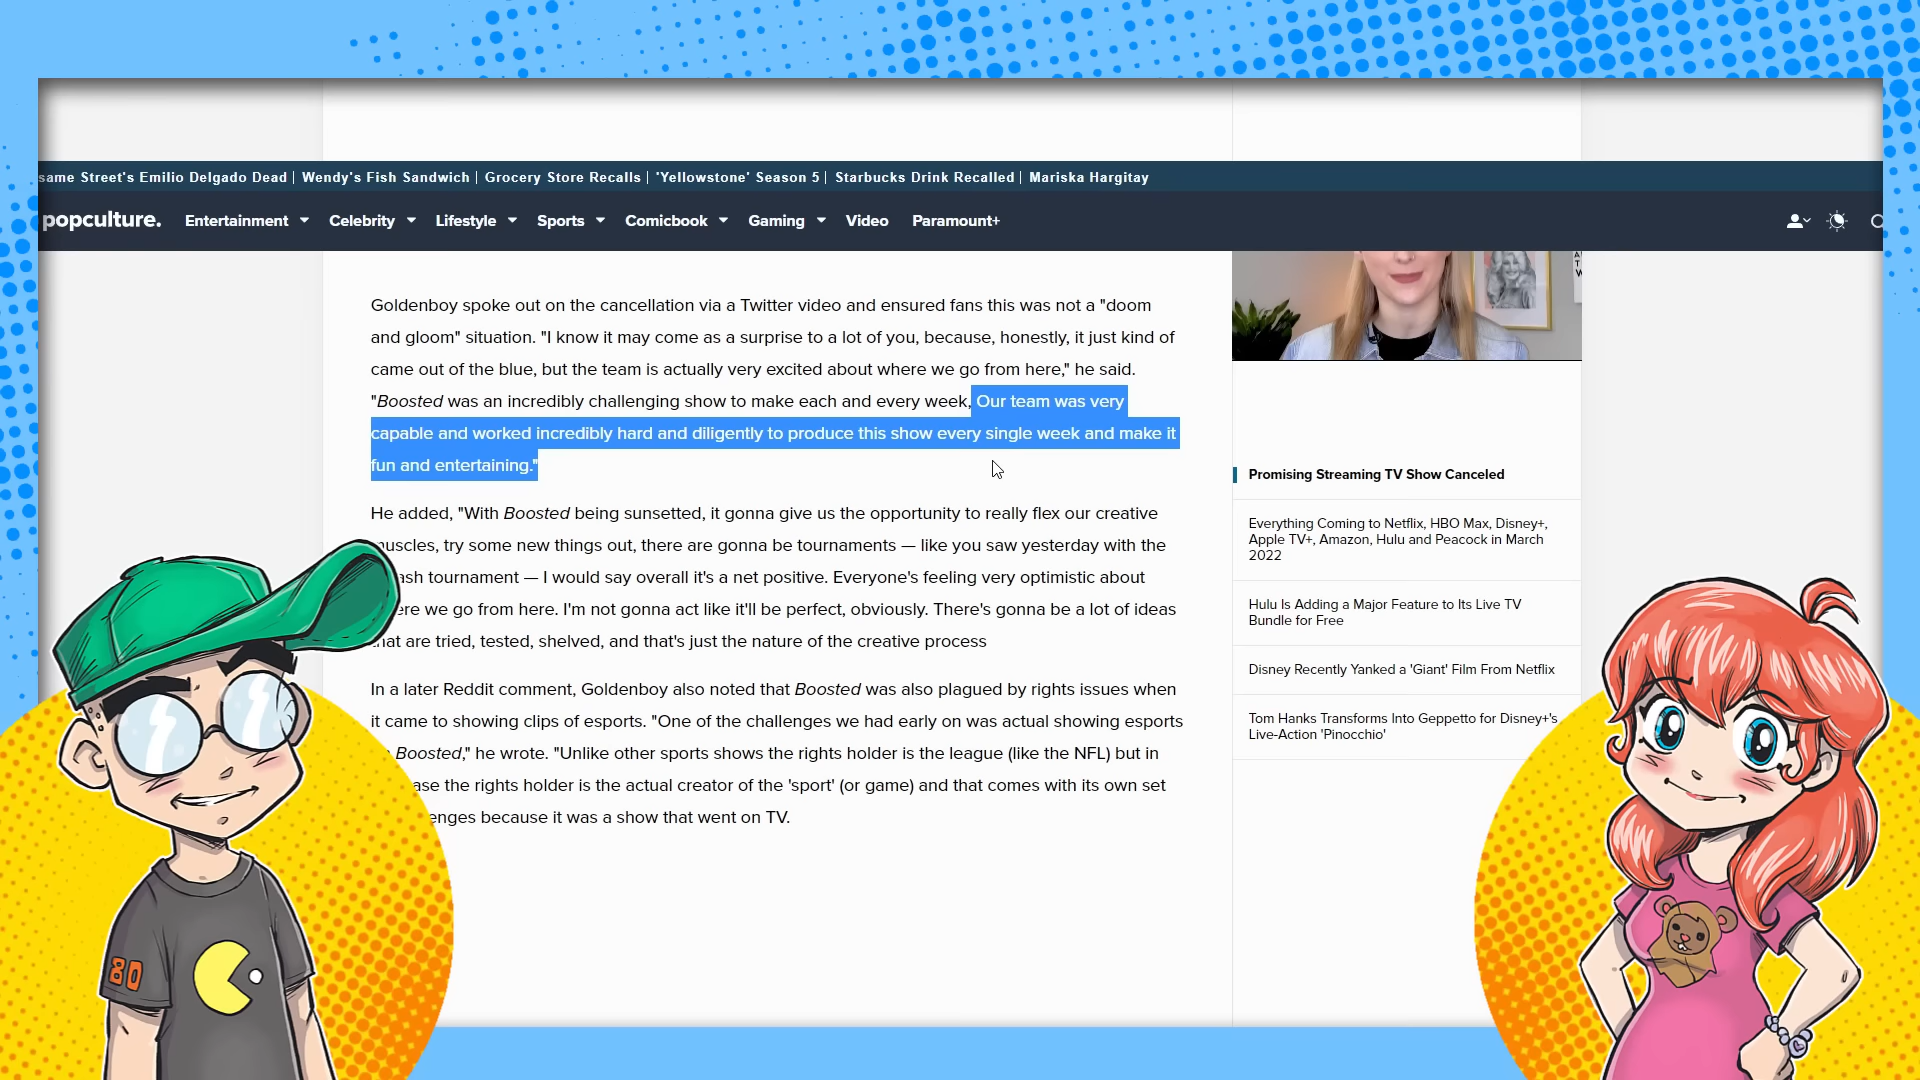 same Street's Emilio Delgado Dead | Wendy's Fish Sandwich | Grocery Store Recalls | 'Yellowstone' Season 5 | Starbucks Drink Recalled | Mariska Hargitay
popculture. Entertainment Celebrity Lifestyle Sports Comicbook Gaming Video Paramount+
Goldenboy spoke out on the cancellation via a Twitter video and ensured fans this was not a "doom
and gloom" situation. "I know it may come as a surprise to a lot of you, because, honestly, it just kind of
came out of the blue, but the team is actually very excited about where we go from here," he said.
"Boosted was an incredibly challenging show to make each and every week, Our team was very
capable and worked incredibly hard and diligently to produce this show every single week and make it
fun and entertaining."
He added, "With Boosted being sunsetted, it gonna give us the opportunity to really flex our creative
muscles, try some new things out, there are gonna be tournaments — like you saw yesterday with the
ash tournament — I would say overall it's a net positive. Everyone's feeling very optimistic about
ere we go from here. I'm not gonna act like it'll be perfect, obviously. There's gonna be a lot of ideas
that are tried, tested, shelved, and that's just the nature of the creative process
In a later Reddit comment, Goldenboy also noted that Boosted was also plagued by rights issues when
it came to showing clips of esports. "One of the challenges we had early on was actual showing esports
Boosted," he wrote. "Unlike other sports shows the rights holder is the league (like the NFL) but in
ase the rights holder is the actual creator of the 'sport' (or game) and that comes with its own set
enges because it was a show that went on TV.
Promising Streaming TV Show Canceled
Everything Coming to Netflix, HBO Max, Disney+,
Apple TV+, Amazon, Hulu and Peacock in March
2022
Hulu Is Adding a Major Feature to Its Live TV
Bundle for Free
Disney Recently Yanked a 'Giant' Film From Netflix
Tom Hanks Transforms Into Geppetto for Disney+'s
Live-Action 'Pinocchio'
80